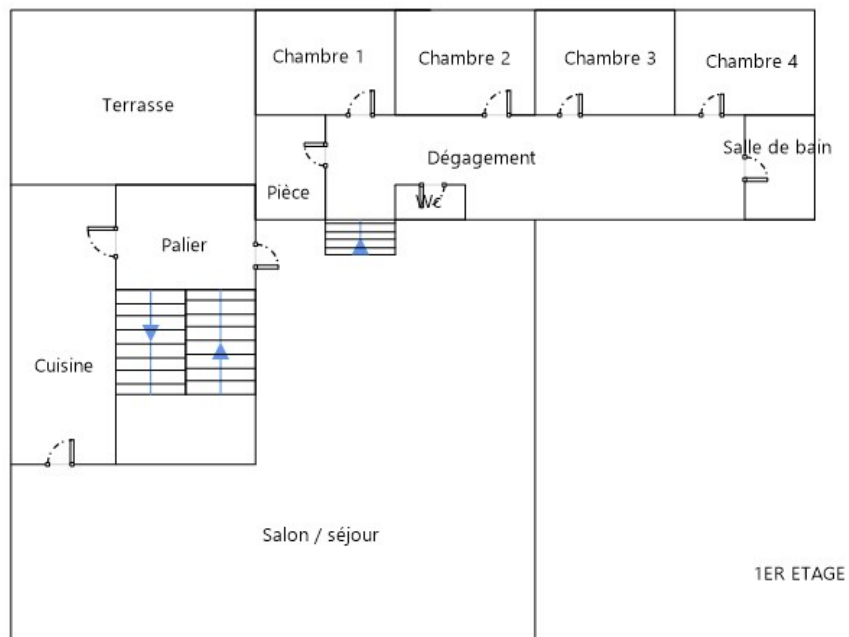 Chambre 1
Chambre 2
Chambre 3
Chambre 4
Terrasse
Dégagement
Salle de bain
Pièce
Wc
Palier
Cuisine
Salon / séjour
1ER ETAGE